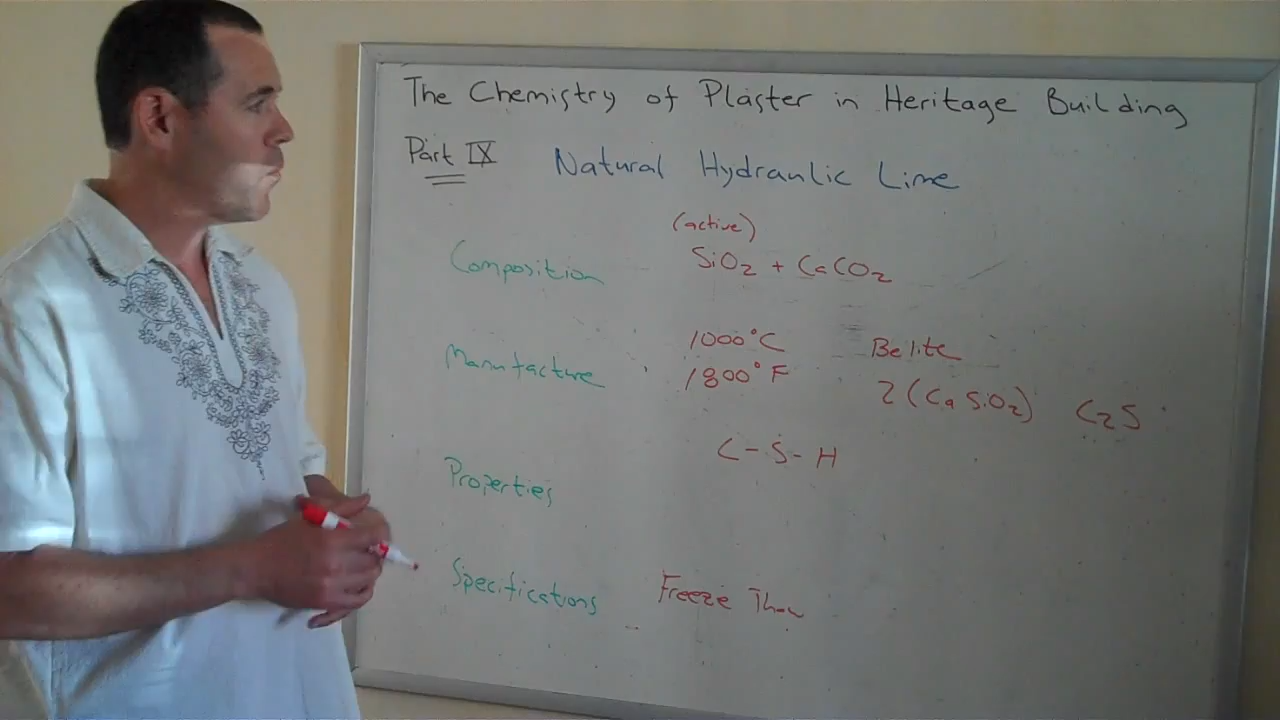 The Chemistry of Plaster in Heritage Building
Part IX Natural Hydraulic Lime
(active)
Composition SiO2 + CaCO2
1000°C Belite
Manufacture 1800°F 2(CaSiO2) C2S
C-S-H
Properties
Specifications Freeze Thaw